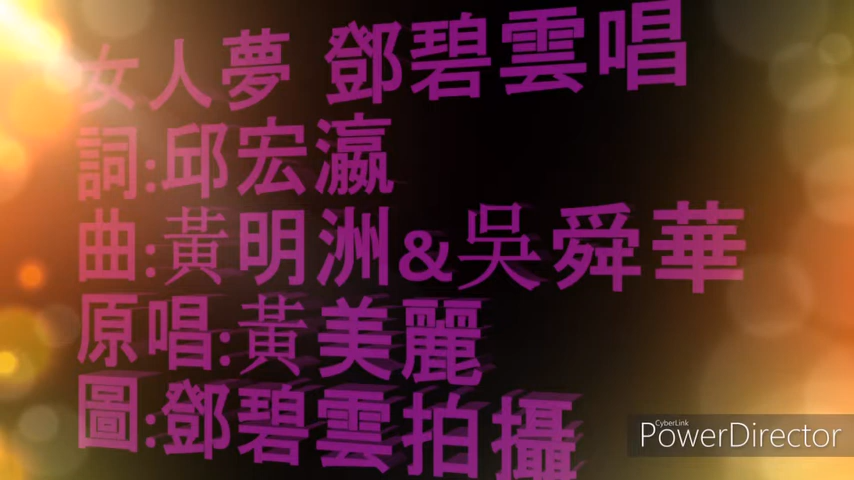 女人夢 鄧碧雲唱
詞:邱宏瀛
曲:黃明洲&吳舜華
原唱:黃美麗
圖:鄧碧雲拍攝
CyberLink
PowerDirector